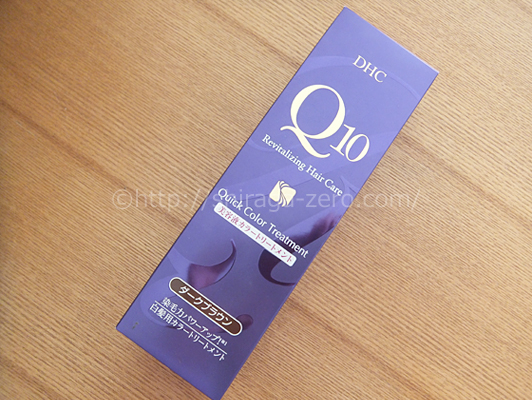 DHC
Q10
Revitalizing Hair Care
Quick Color Treatment
美容液カラートリートメント
ダークブラウン
染毛力パワーアップ(*1)
白髪用カラートリートメント
©http://shiraga-zero.com/